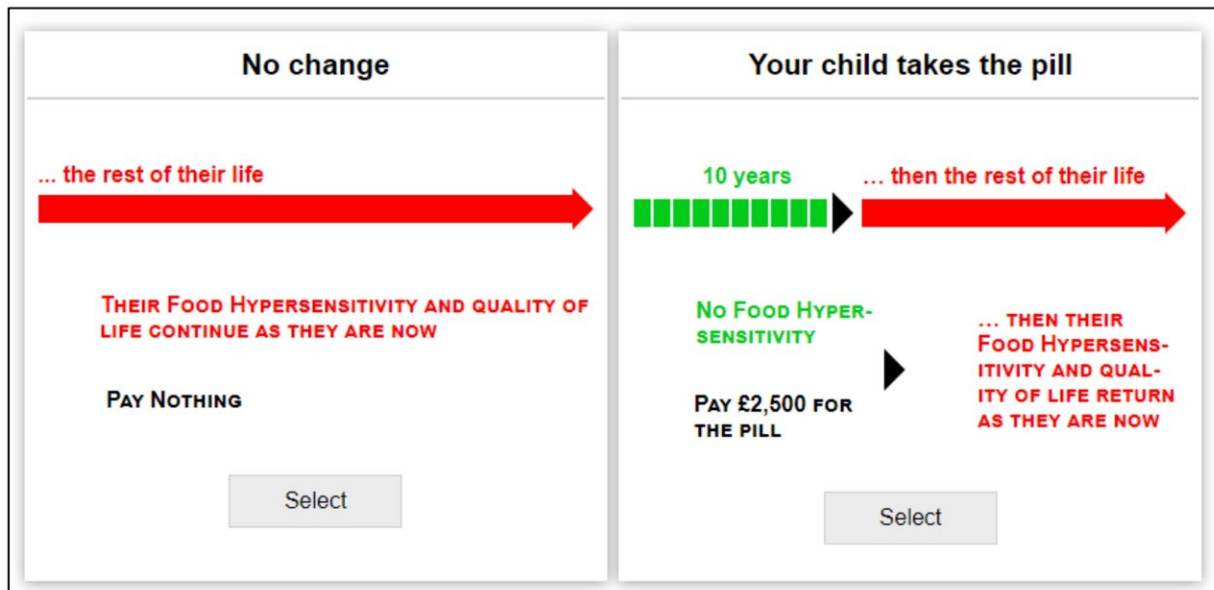 No change
... the rest of their life
THEIR FOOD HYPERSENSITIVITY AND QUALITY OF
LIFE CONTINUE AS THEY ARE NOW
PAY NOTHING
Select
Your child takes the pill
10 years
... then the rest of their life
NO FOOD HYPER-
SENSITIVITY
PAY £2,500 FOR
THE PILL
... THEN THEIR
FOOD HYPERSENS-
ITIVITY AND QUAL-
ITY OF LIFE RETURN
AS THEY ARE NOW
Select